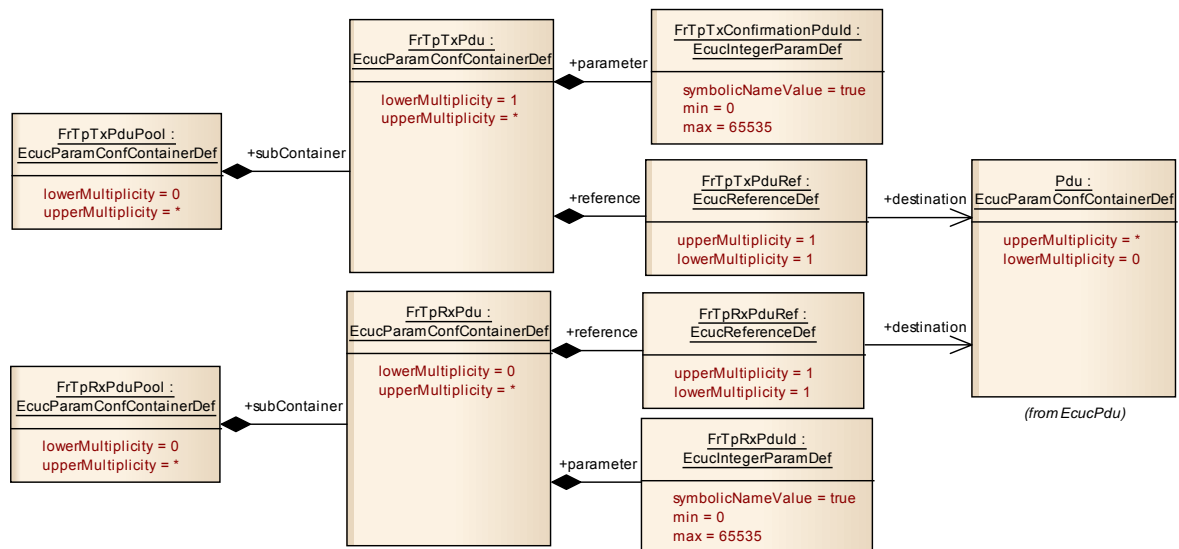 FrTpTxPduPool :
EcucParamConfContainerDef
lowerMultiplicity = 0
upperMultiplicity = *
+subContainer
FrTpTxPdu :
EcucParamConfContainerDef
lowerMultiplicity = 1
upperMultiplicity = *
+parameter
FrTpTxConfirmationPduId :
EcucIntegerParamDef
symbolicNameValue = true
min = 0
max = 65535
+reference
FrTpTxPduRef :
EcucReferenceDef
upperMultiplicity = 1
lowerMultiplicity = 1
+destination
Pdu :
EcucParamConfContainerDef
upperMultiplicity = *
lowerMultiplicity = 0
(from EcucPdu)
FrTpRxPduPool :
EcucParamConfContainerDef
lowerMultiplicity = 0
upperMultiplicity = *
+subContainer
FrTpRxPdu :
EcucParamConfContainerDef
lowerMultiplicity = 0
upperMultiplicity = *
+reference
FrTpRxPduRef :
EcucReferenceDef
upperMultiplicity = 1
lowerMultiplicity = 1
+destination
+parameter
FrTpRxPduId :
EcucIntegerParamDef
symbolicNameValue = true
min = 0
max = 65535